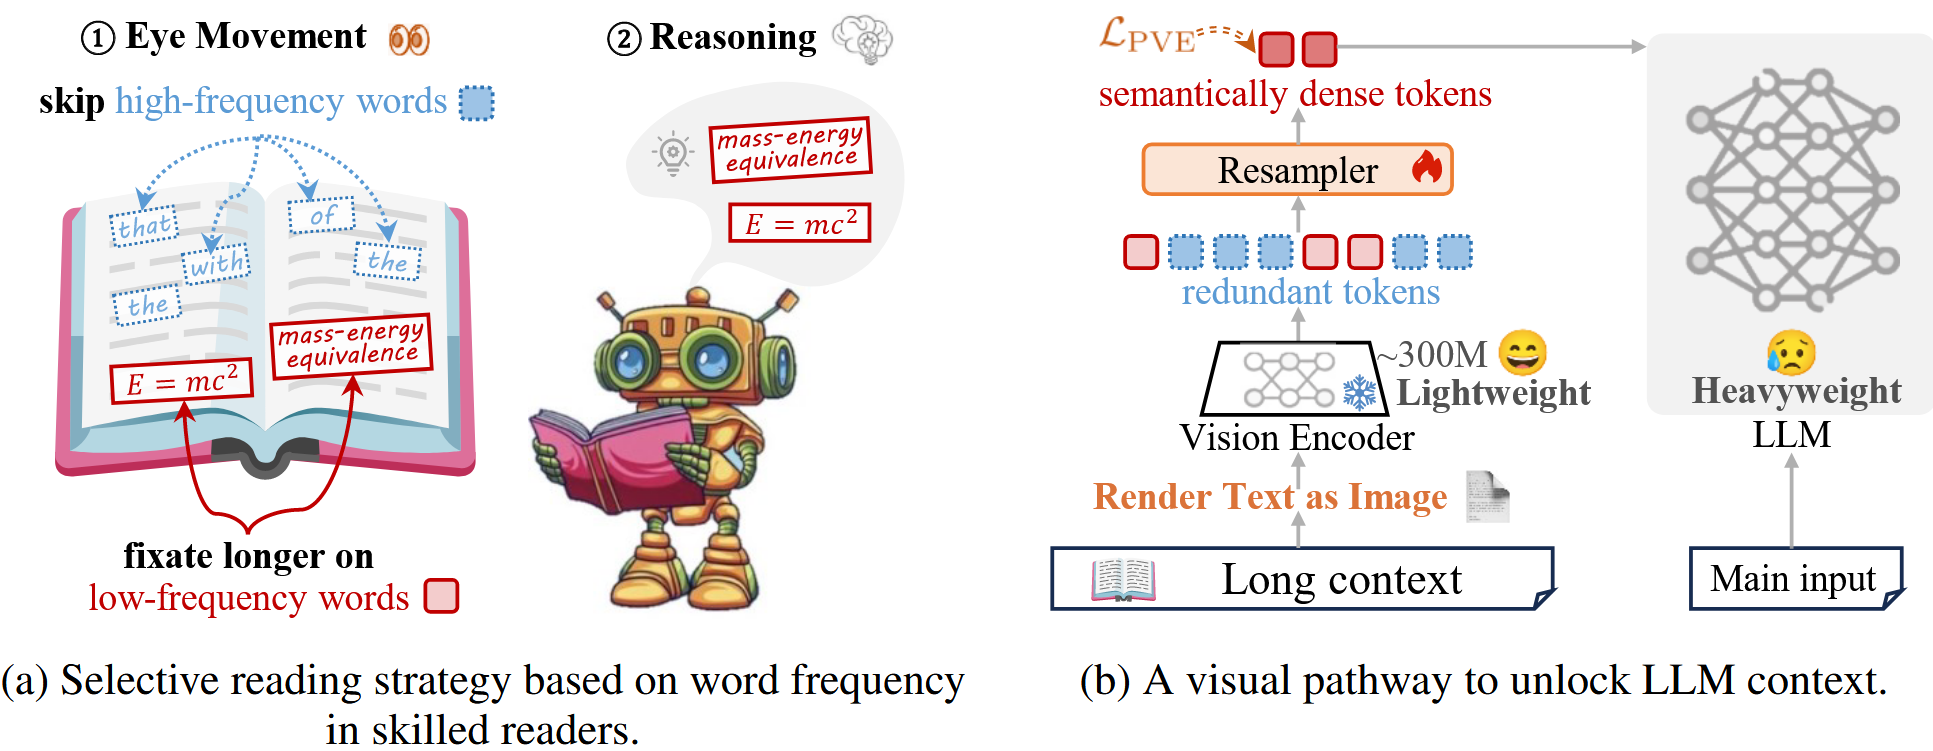 ① Eye Movement
skip high-frequency words
that
with
the
of
the
E = mc²
mass-energy
equivalence
fixate longer on
low-frequency words
② Reasoning
mass-energy
equivalence
E = mc²
(a) Selective reading strategy based on word frequency
in skilled readers.
ℒPVE
semantically dense tokens
Resampler
redundant tokens
~300M
Lightweight
Vision Encoder
Render Text as Image
Long context
Heavyweight
LLM
Main input
(b) A visual pathway to unlock LLM context.